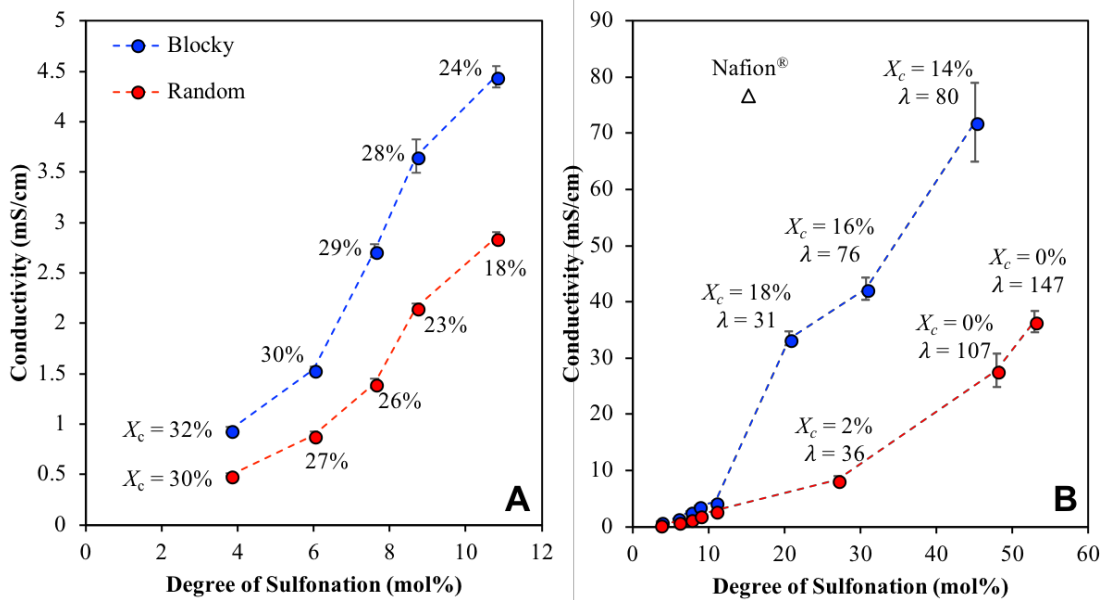 5
4.5
4
3.5
3
2.5
2
1.5
1
0.5
0
0 2 4 6 8 10 12
Conductivity (mS/cm)
Degree of Sulfonation (mol%)
Blocky
Random
24%
28%
29%
30%
Xc = 32%
18%
23%
26%
27%
Xc = 30%
A
90
80
70
60
50
40
30
20
10
0
0 10 20 30 40 50 60
Conductivity (mS/cm)
Degree of Sulfonation (mol%)
Nafion®
Xc = 14%
λ = 80
Xc = 16%
λ = 76
Xc = 18%
λ = 31
Xc = 0%
λ = 147
Xc = 0%
λ = 107
Xc = 2%
λ = 36
B